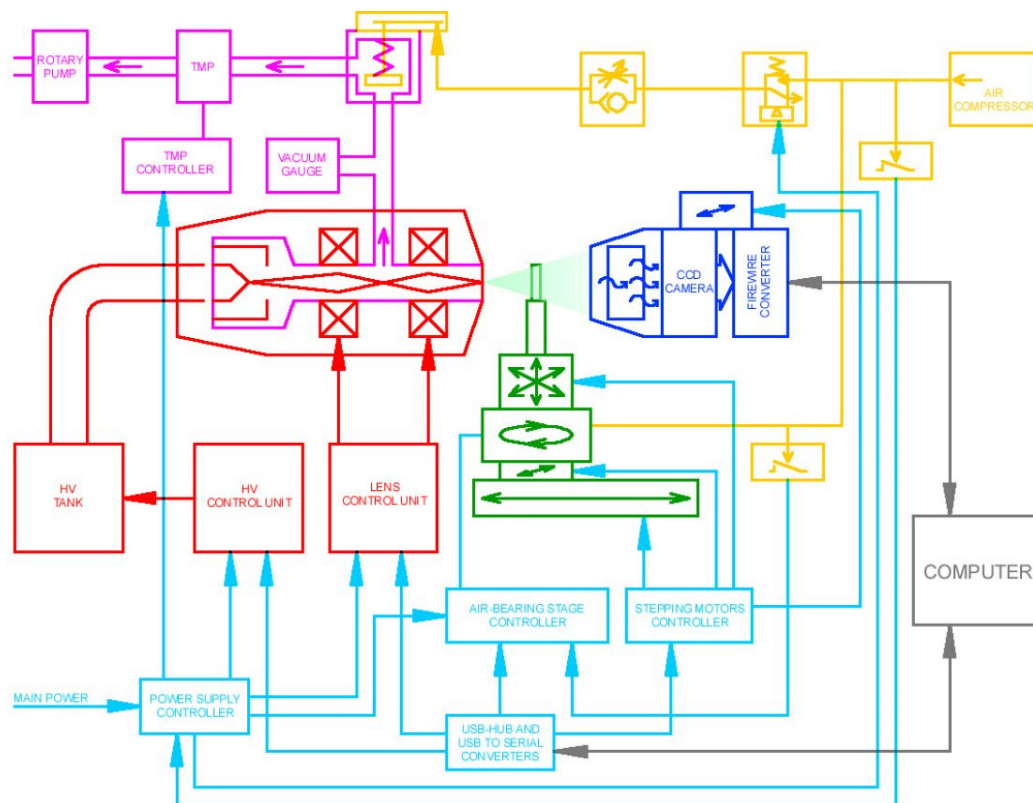 ROTARY
PUMP
TMP
AIR
COMPRESSOR
TMP
CONTROLLER
VACUUM
GAUGE
CCD
CAMERA
FIREWIRE
CONVERTER
HV
TANK
HV
CONTROL UNIT
LENS
CONTROL UNIT
COMPUTER
AIR-BEARING STAGE
CONTROLLER
STEPPING MOTORS
CONTROLLER
MAIN POWER
POWER SUPPLY
CONTROLLER
USB-HUB AND
USB TO SERIAL
CONVERTERS